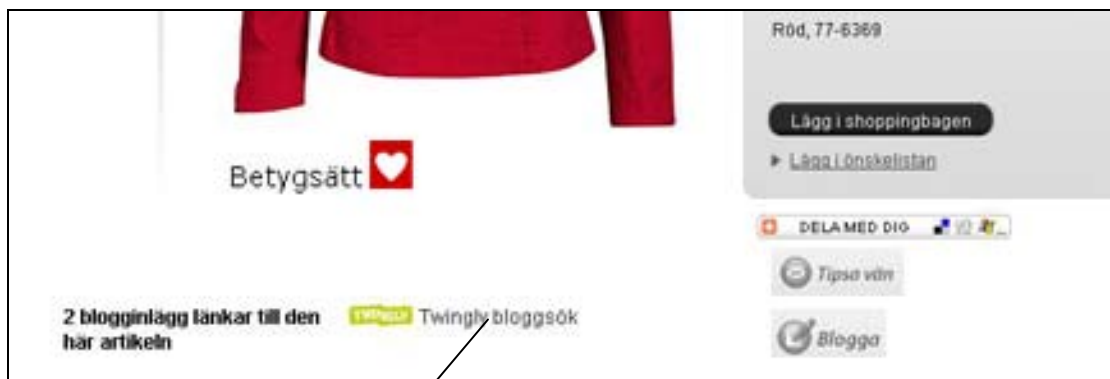 Röd, 77-6369
Lägg i shoppingbagen
Lägg i önskelistan
Betygsätt
DELA MED DIG
Tipsa vän
2 blogginlägg länkar till den
här artikeln
Twingly bloggsök
Blogga